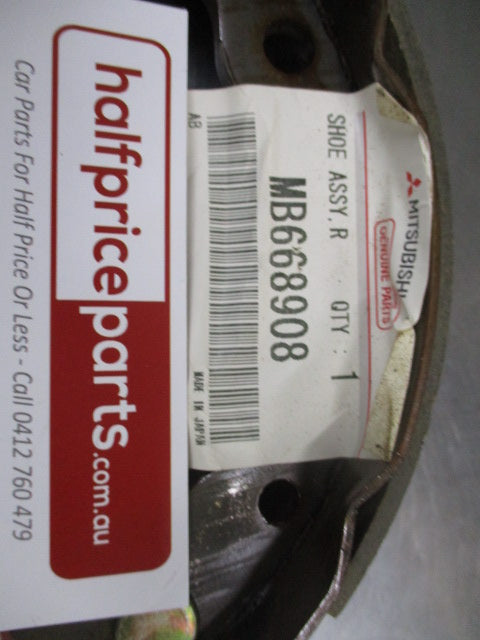 MITSUBISHI
GENUINE PARTS
SHOE ASSY,R QTY : 1
MB668908
AB MADE IN JAPAN
halfpriceparts.com.au
Car Parts For Half Price Or Less - Call 0412 760 479